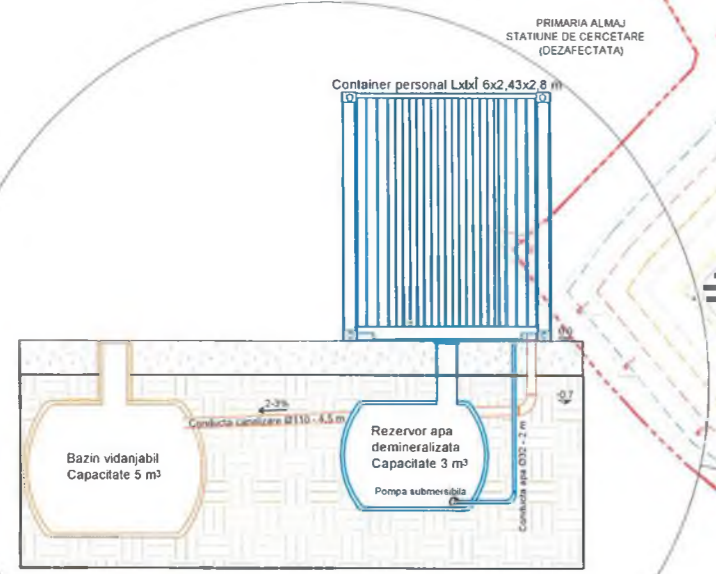 PRIMARIA ALMAJ
STATIUNE DE CERCETARE
(DEZAFECTATA)
Container personal LxlxÎ 6x2,43x2,8 m
0,0
-0,7
2-3%
Conducta canalizare Ø110 - 4,5 m
Bazin vidanjabil
Capacitate 5 m³
Rezervor apa
demineralizata
Capacitate 3 m³
Pompa submersibila
Conducta apa Ø32 - 2 m